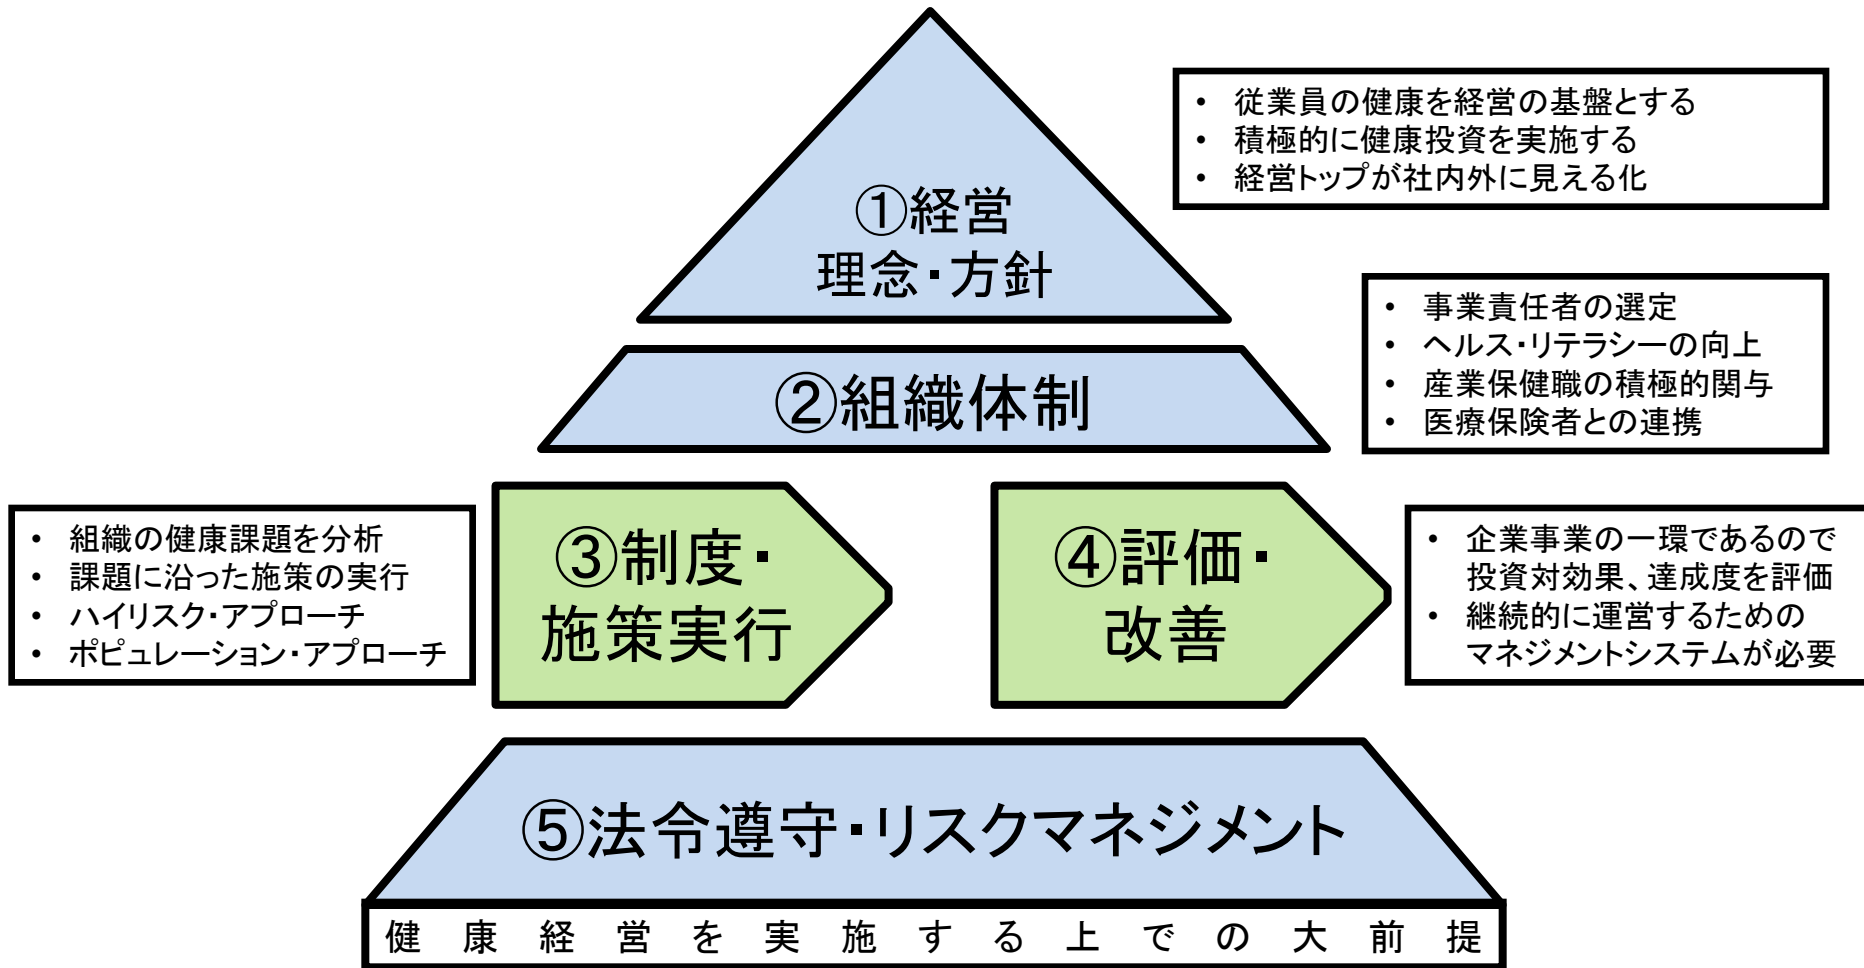 ①経営
理念・方針
• 従業員の健康を経営の基盤とする
• 積極的に健康投資を実施する
• 経営トップが社内外に見える化
②組織体制
• 事業責任者の選定
• ヘルス・リテラシーの向上
• 産業保健職の積極的関与
• 医療保険者との連携
• 組織の健康課題を分析
• 課題に沿った施策の実行
• ハイリスク・アプローチ
• ポピュレーション・アプローチ
③制度・
施策実行
④評価・
改善
• 企業事業の一環であるので
投資対効果、達成度を評価
• 継続的に運営するための
マネジメントシステムが必要
⑤法令遵守・リスクマネジメント
健康経営を実施する上での大前提